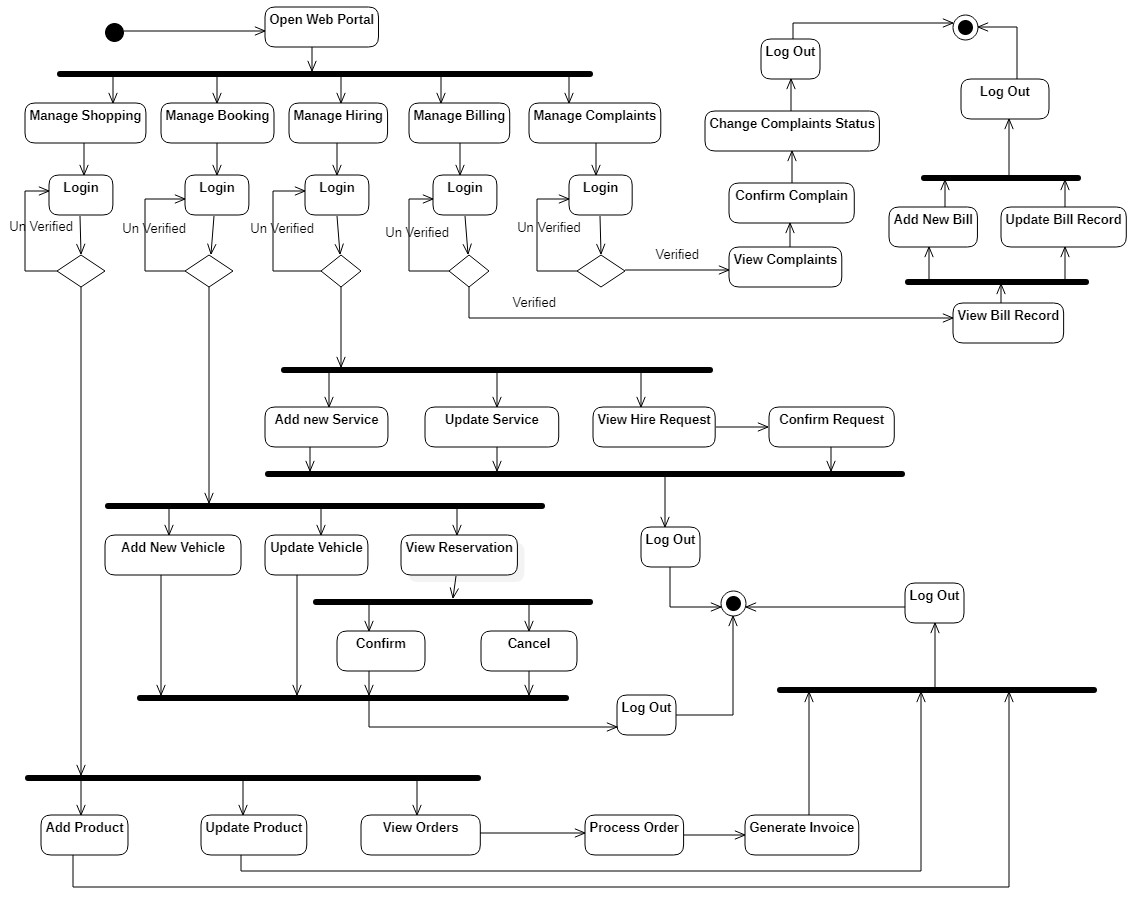 Open Web Portal
Log Out
Log Out
Manage Shopping
Manage Booking
Manage Hiring
Manage Billing
Manage Complaints
Change Complaints Status
Login
Login
Login
Login
Login
Confirm Complain
Un Verified
Un Verified
Un Verified
Un Verified
Un Verified
Add New Bill
Update Bill Record
Verified
View Complaints
Verified
View Bill Record
Add new Service
Update Service
View Hire Request
Confirm Request
Add New Vehicle
Update Vehicle
View Reservation
Log Out
Log Out
Confirm
Cancel
Log Out
Add Product
Update Product
View Orders
Process Order
Generate Invoice